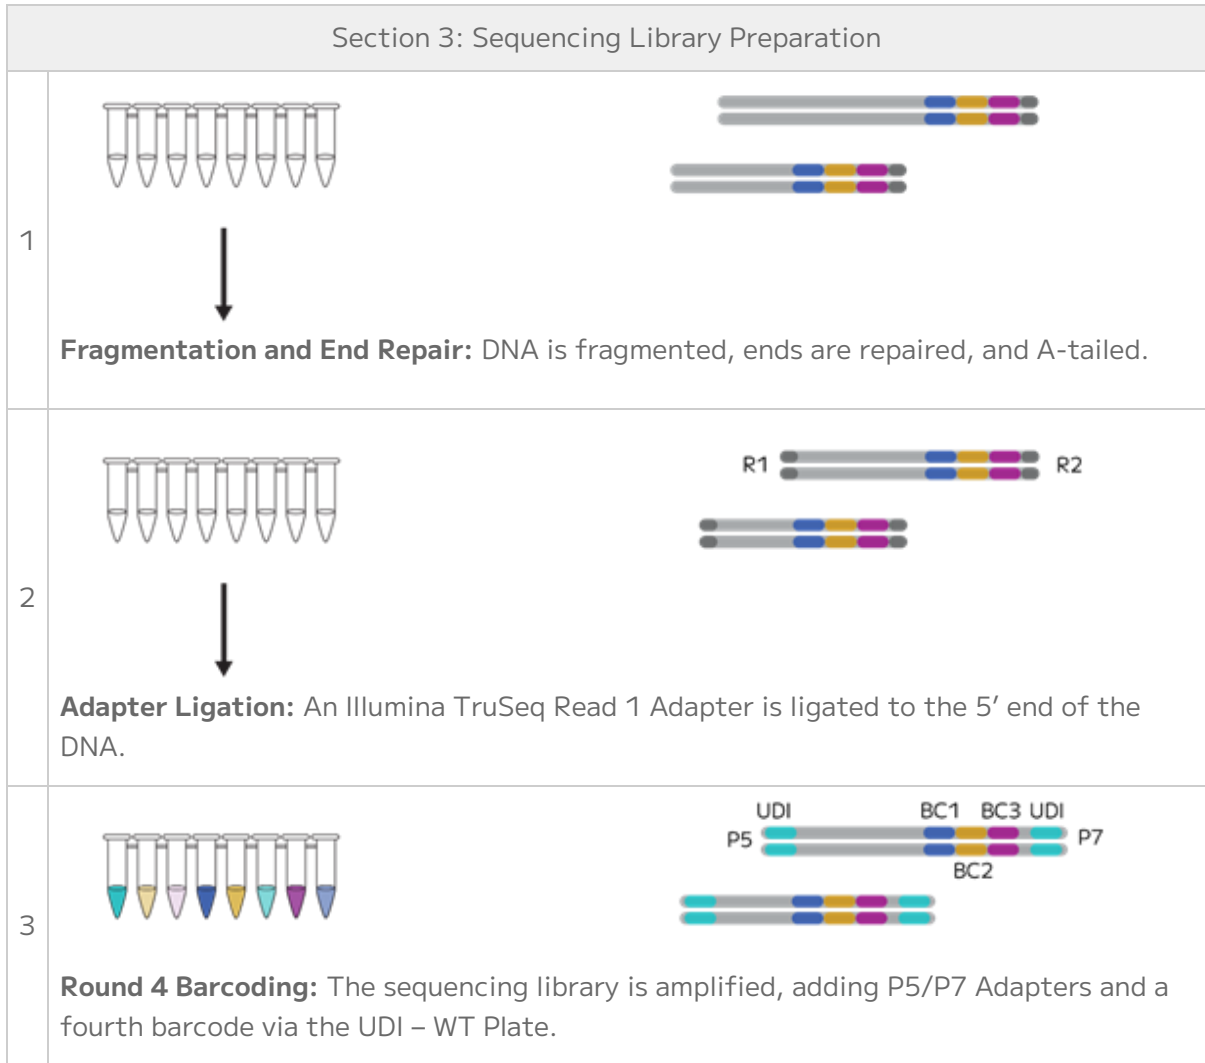 Section 3: Sequencing Library Preparation
1
Fragmentation and End Repair: DNA is fragmented, ends are repaired, and A-tailed.
R1
R2
2
Adapter Ligation: An Illumina TruSeq Read 1 Adapter is ligated to the 5′ end of the
DNA.
UDI BC1 BC3 UDI
P5
P7
BC2
3
Round 4 Barcoding: The sequencing library is amplified, adding P5/P7 Adapters and a
fourth barcode via the UDI – WT Plate.